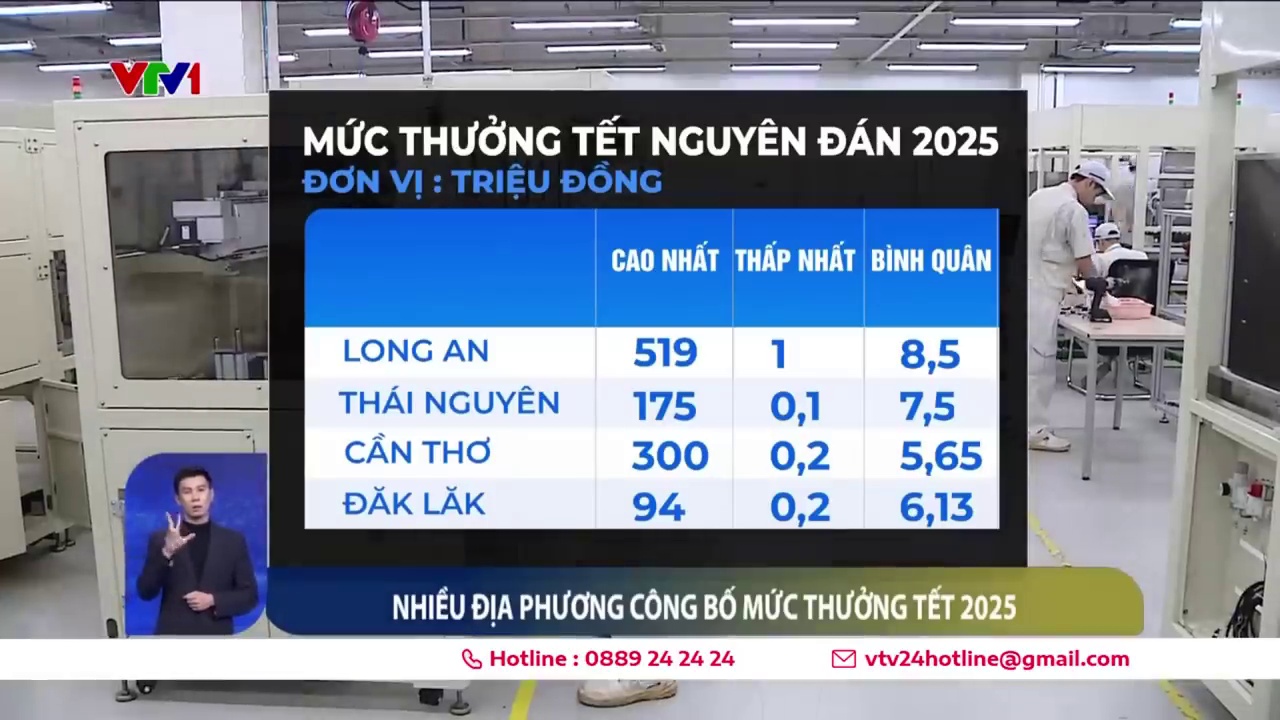 VTV1
MỨC THƯỞNG TẾT NGUYÊN ĐÁN 2025
ĐƠN VỊ : TRIỆU ĐỒNG
CAO NHẤT THẤP NHẤT BÌNH QUÂN
LONG AN 519 1 8,5
THÁI NGUYÊN 175 0,1 7,5
CẦN THƠ 300 0,2 5,65
ĐĂK LĂK 94 0,2 6,13
NHIỀU ĐỊA PHƯƠNG CÔNG BỐ MỨC THƯỞNG TẾT 2025
Hotline : 0889 24 24 24 vtv24hotline@gmail.com